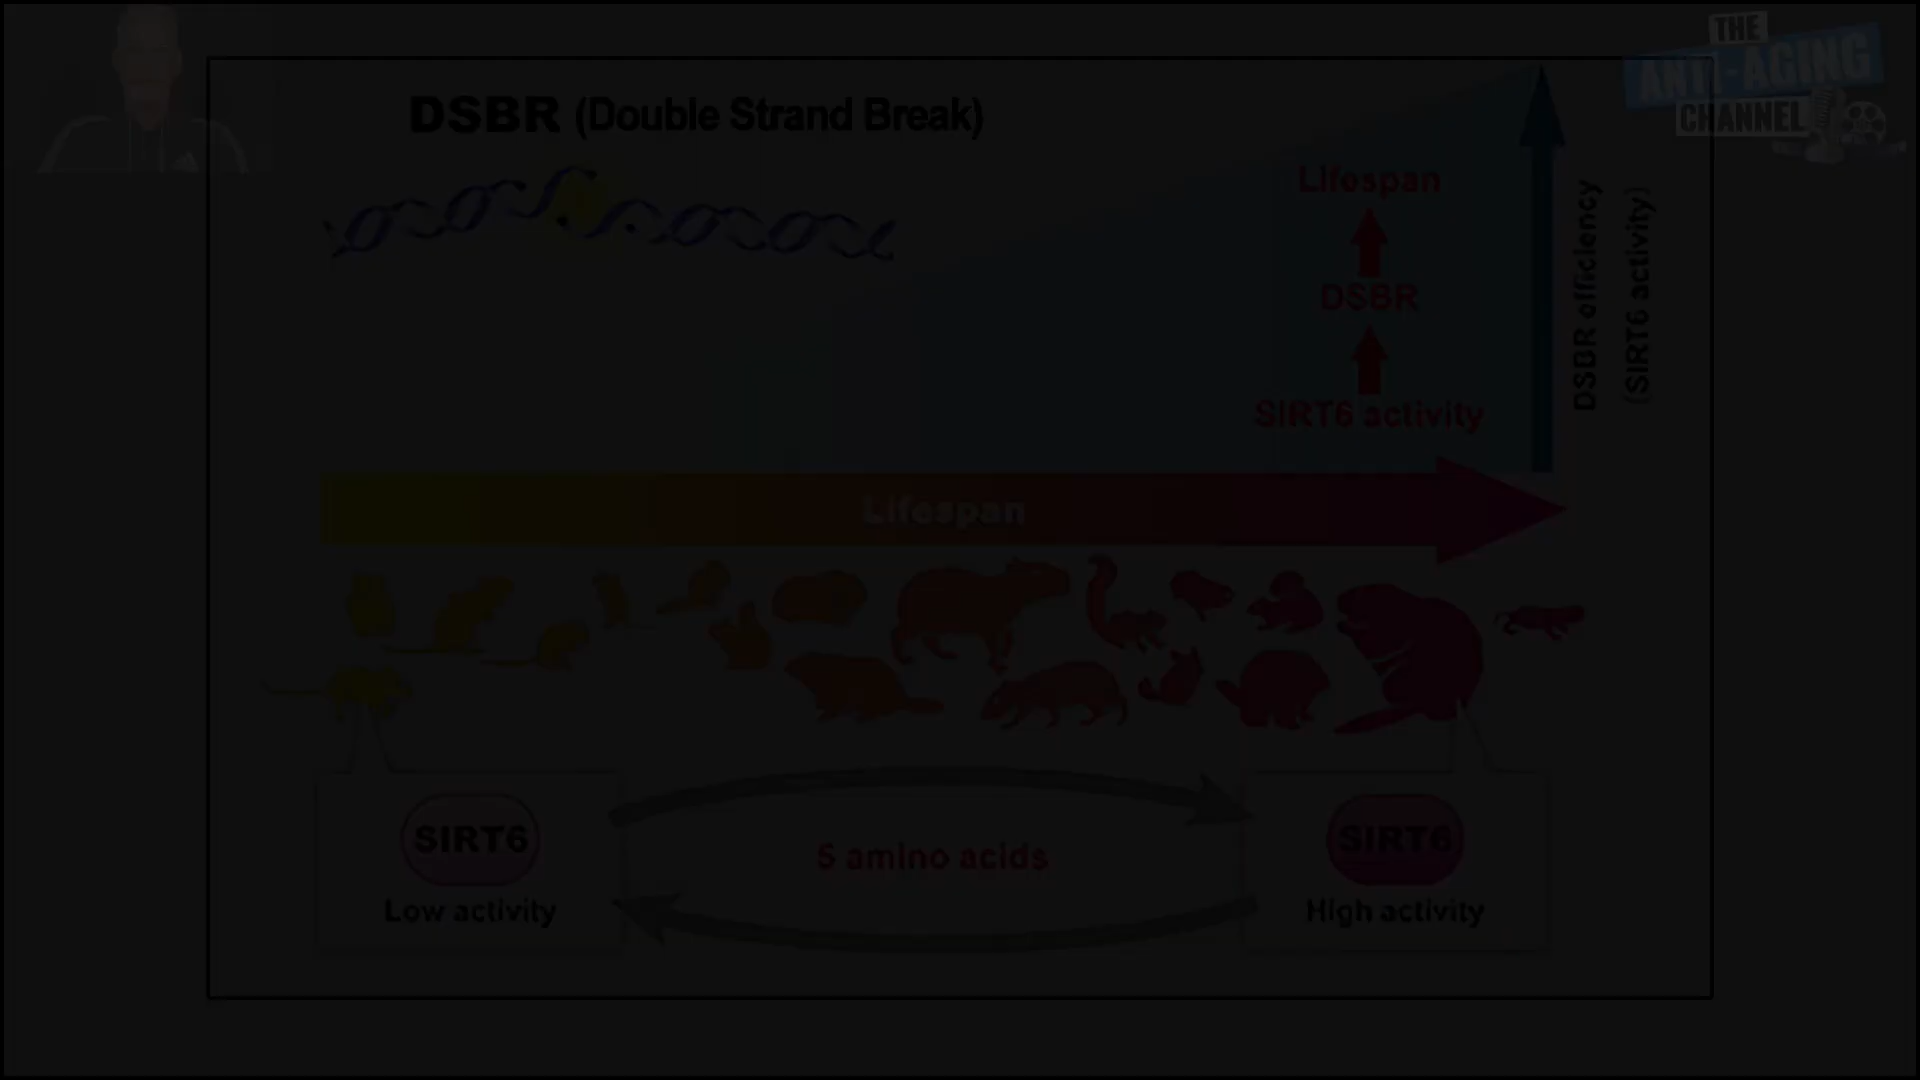 THE
ANTI-AGING
CHANNEL
DSBR (Double Strand Break)
Lifespan
DSBR
SIRT6 activity
DSBR efficiency
(SIRT6 activity)
Lifespan
SIRT6
Low activity
5 amino acids
SIRT6
High activity